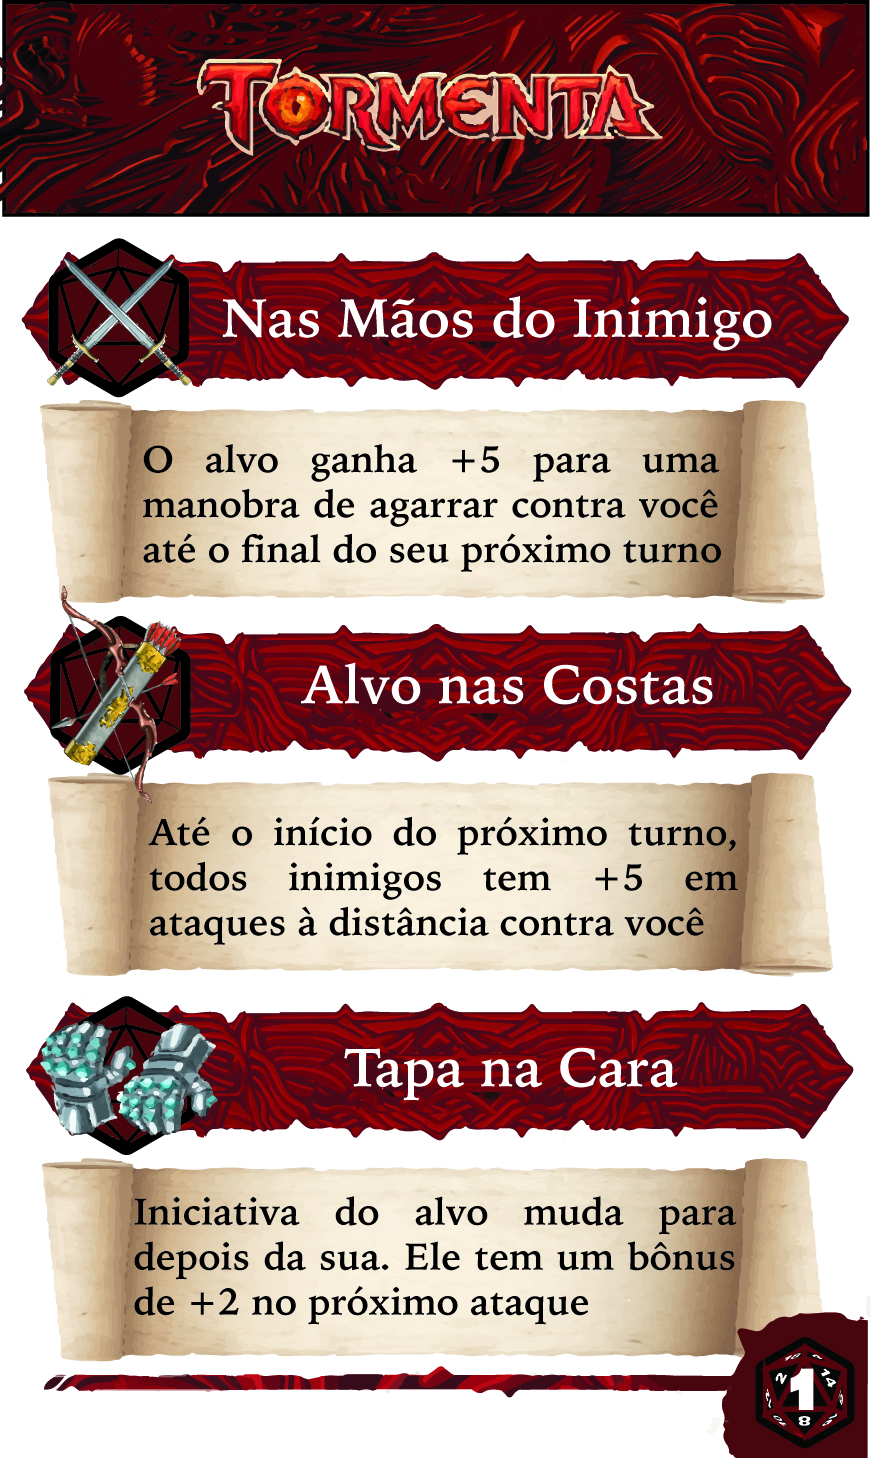 TORMENTA
Nas Mãos do Inimigo
O alvo ganha +5 para uma
manobra de agarrar contra você
até o final do seu próximo turno
Alvo nas Costas
Até o início do próximo turno,
todos inimigos tem +5 em
ataques à distância contra você
Tapa na Cara
Iniciativa do alvo muda para
depois da sua. Ele tem um bônus
de +2 no próximo ataque
2
14
1
8